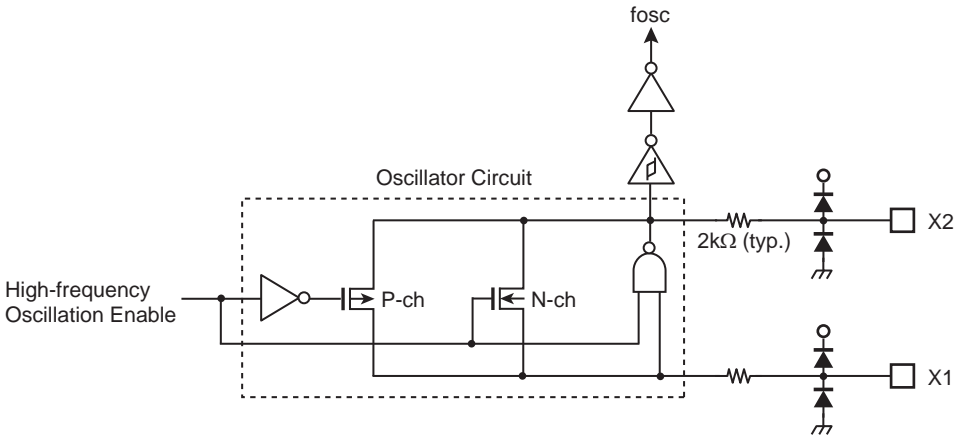 fosc
Oscillator Circuit
2kΩ (typ.)
X2
High-frequency
Oscillation Enable
P-ch
N-ch
X1